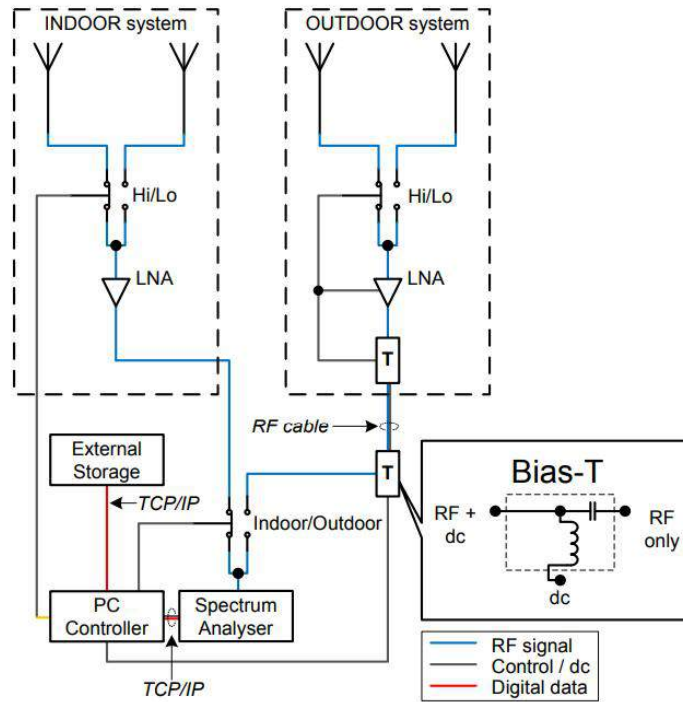 INDOOR system
OUTDOOR system
Hi/Lo
Hi/Lo
LNA
LNA
T
RF cable
External
Storage
T
Bias-T
TCP/IP
RF +
dc
RF
only
dc
Indoor/Outdoor
PC
Controller
Spectrum
Analyser
TCP/IP
RF signal
Control / dc
Digital data